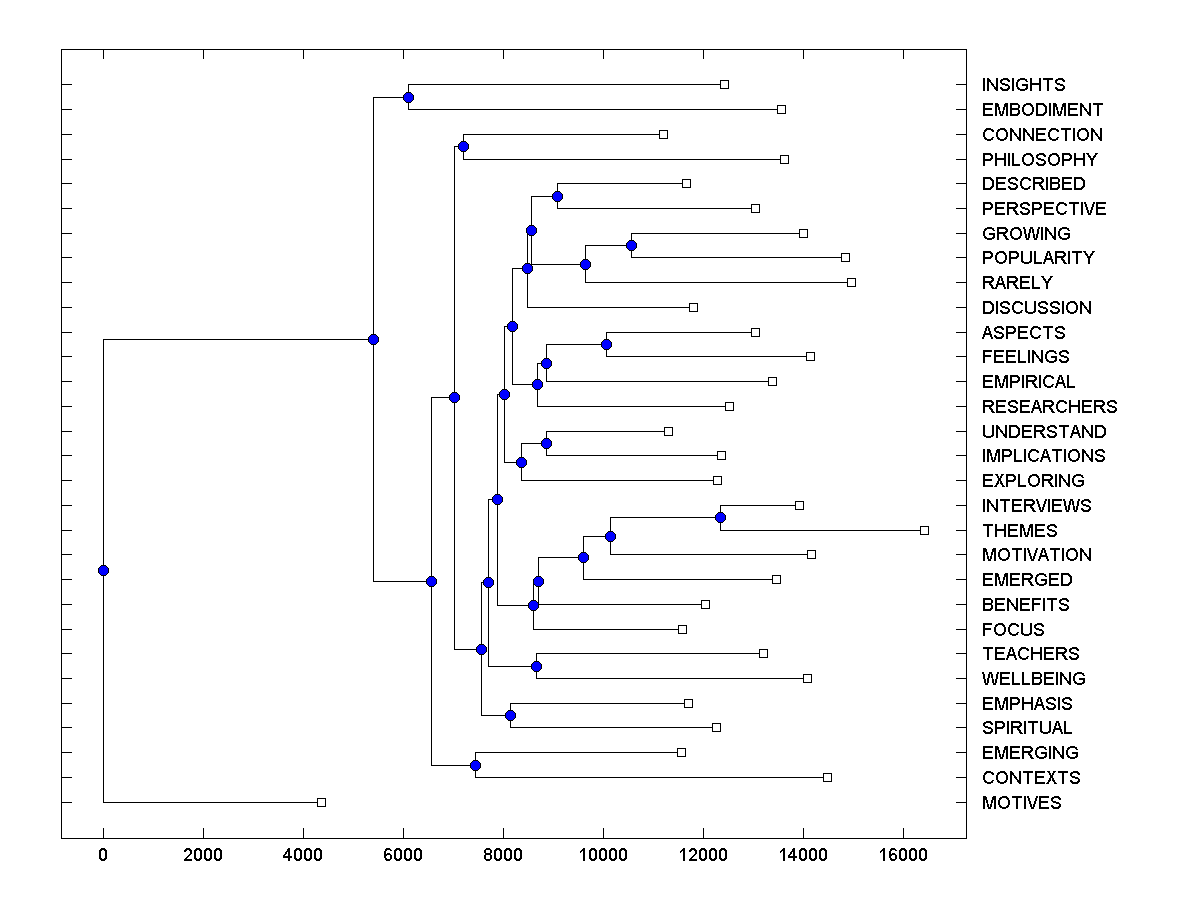 INSIGHTS
EMBODIMENT
CONNECTION
PHILOSOPHY
DESCRIBED
PERSPECTIVE
GROWING
POPULARITY
RARELY
DISCUSSION
ASPECTS
FEELINGS
EMPIRICAL
RESEARCHERS
UNDERSTAND
IMPLICATIONS
EXPLORING
INTERVIEWS
THEMES
MOTIVATION
EMERGED
BENEFITS
FOCUS
TEACHERS
WELLBEING
EMPHASIS
SPIRITUAL
EMERGING
CONTEXTS
MOTIVES
0 2000 4000 6000 8000 10000 12000 14000 16000